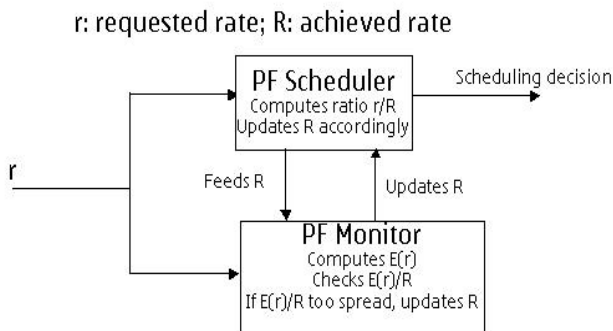 r: requested rate; R: achieved rate
PF Scheduler
Computes ratio r/R
Updates R accordingly
Scheduling decision
r
Feeds R
Updates R
PF Monitor
Computes E(r)
Checks E(r)/R
If E(r)/R too spread, updates R